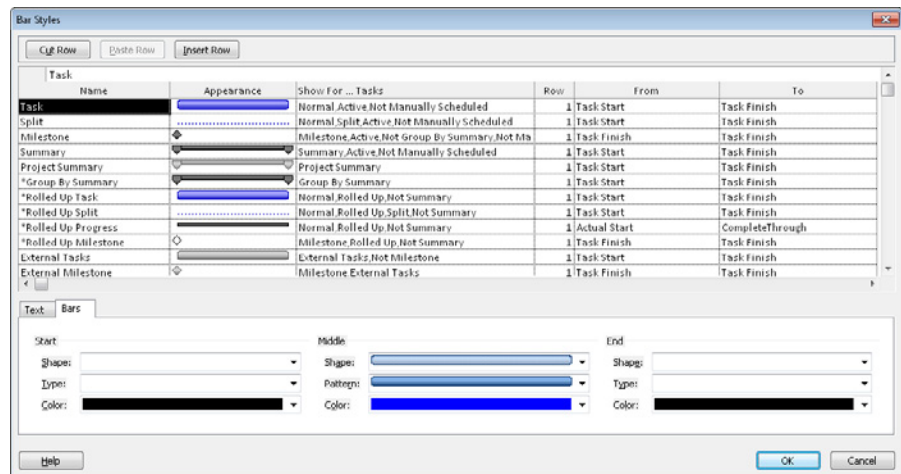 Bar Styles
Cut Row Paste Row Insert Row
Task
Name Appearance Show For ... Tasks Row From To
Task Normal,Active,Not Manually Scheduled 1 Task Start Task Finish
Split Normal,Split,Active,Not Manually Scheduled 1 Task Start Task Finish
Milestone Milestone,Active,Not Group By Summary,Not Ma 1 Task Finish Task Finish
Summary Summary,Active,Not Manually Scheduled 1 Task Start Task Finish
Project Summary Project Summary 1 Task Start Task Finish
*Group By Summary Group By Summary 1 Task Start Task Finish
*Rolled Up Task Normal,Rolled Up,Not Summary 1 Task Start Task Finish
*Rolled Up Split Normal,Rolled Up,Split,Not Summary 1 Task Start Task Finish
*Rolled Up Progress Normal,Rolled Up,Not Summary 1 Actual Start CompleteThrough
*Rolled Up Milestone Milestone,Rolled Up,Not Summary 1 Task Finish Task Finish
External Tasks External Tasks,Not Milestone 1 Task Start Task Finish
External Milestone Milestone,External Tasks 1 Task Finish Task Finish
Text Bars
Start Middle End
Shape: Shape: Shape:
Type: Pattern: Type:
Color: Color: Color:
Help OK Cancel